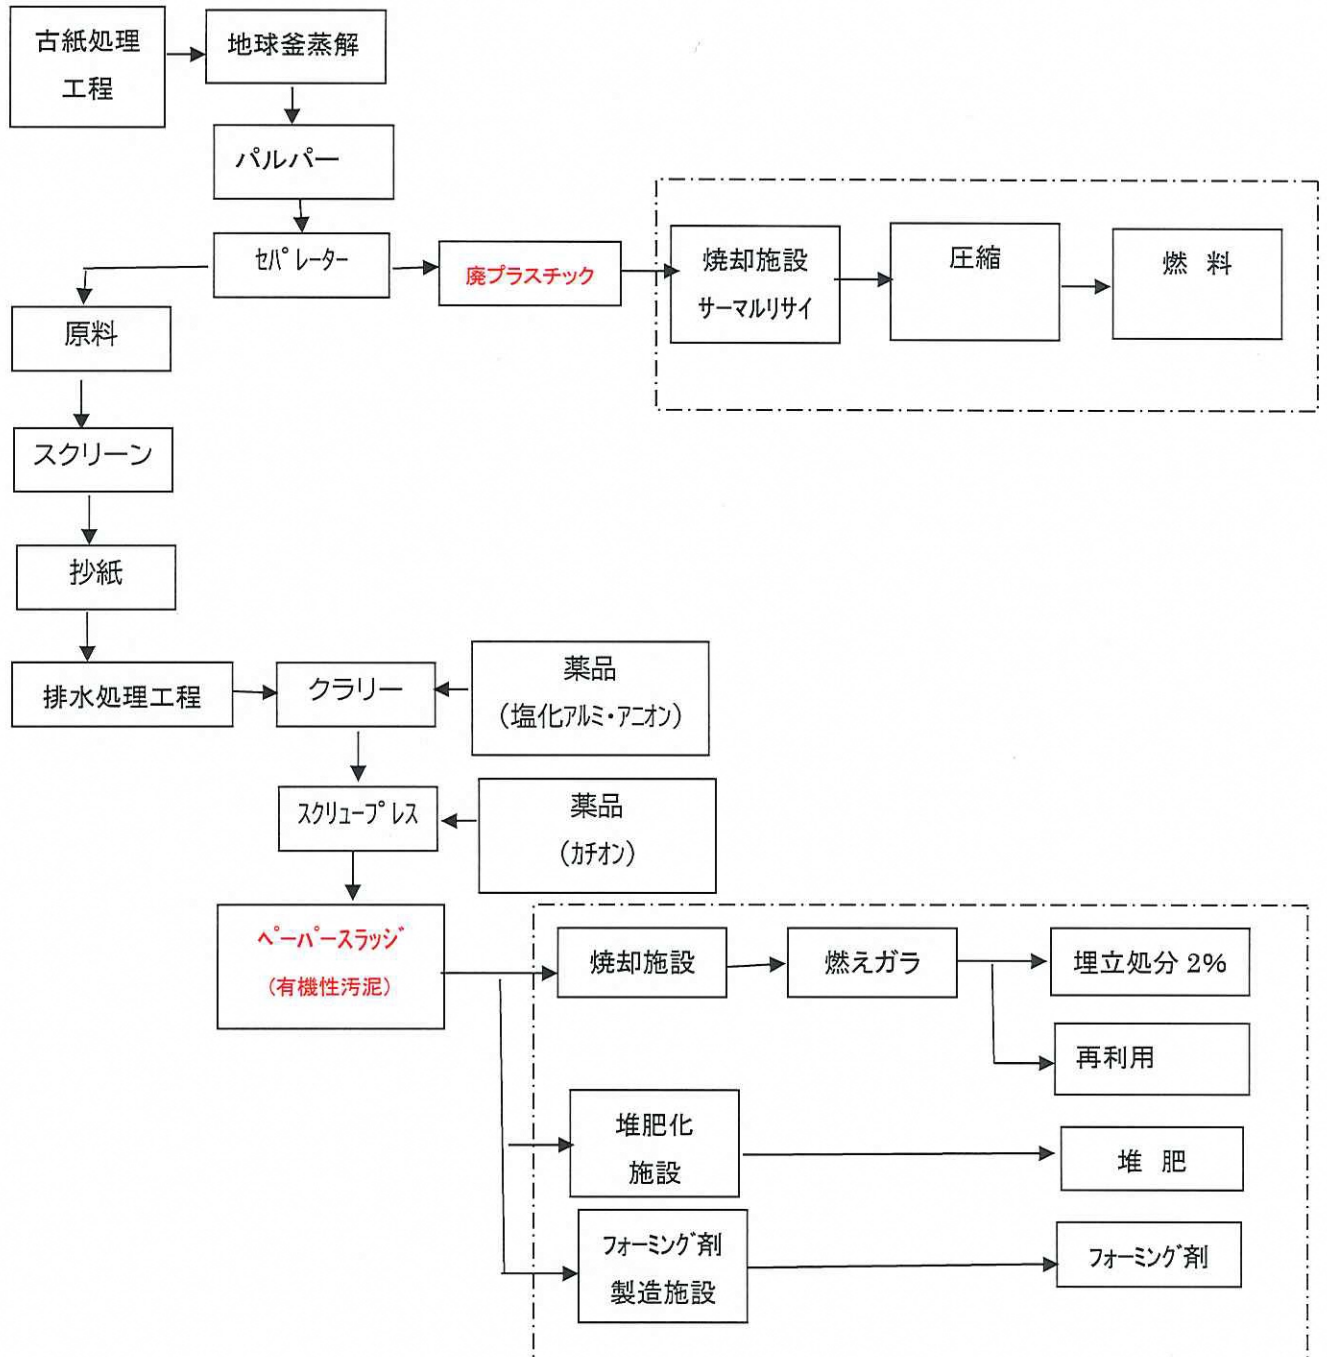 古紙処理
工程
地球釜蒸解
パルパー
セパレーター
廃プラスチック
焼却施設
サーマルリサイ
圧縮
燃 料
原料
スクリーン
抄紙
排水処理工程
クラリー
薬品
(塩化アルミ・アニオン)
スクリュープレス
薬品
(カチオン)
ペーパースラッジ
(有機性汚泥)
焼却施設
燃えガラ
埋立処分 2%
再利用
堆肥化
施設
堆 肥
フォーミング剤
製造施設
フォーミング剤